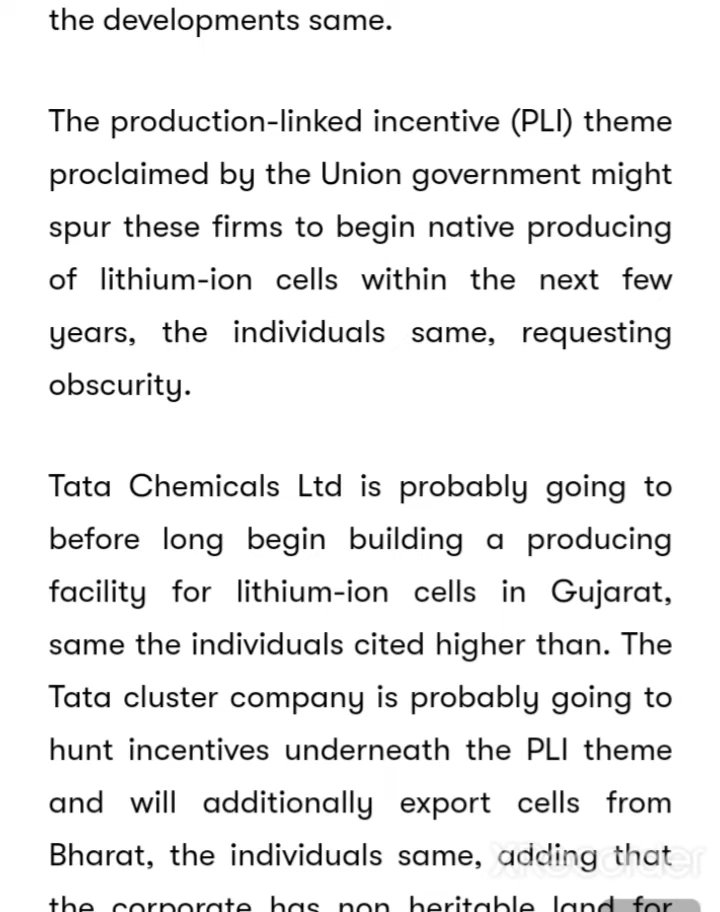 the developments same.
The production-linked incentive (PLI) theme
proclaimed by the Union government might
spur these firms to begin native producing
of lithium-ion cells within the next few
years, the individuals same, requesting
obscurity.
Tata Chemicals Ltd is probably going to
before long begin building a producing
facility for lithium-ion cells in Gujarat,
same the individuals cited higher than. The
Tata cluster company is probably going to
hunt incentives underneath the PLI theme
and will additionally export cells from
Bharat, the individuals same, adding that
XRecorder
the corporate has non heritable land for